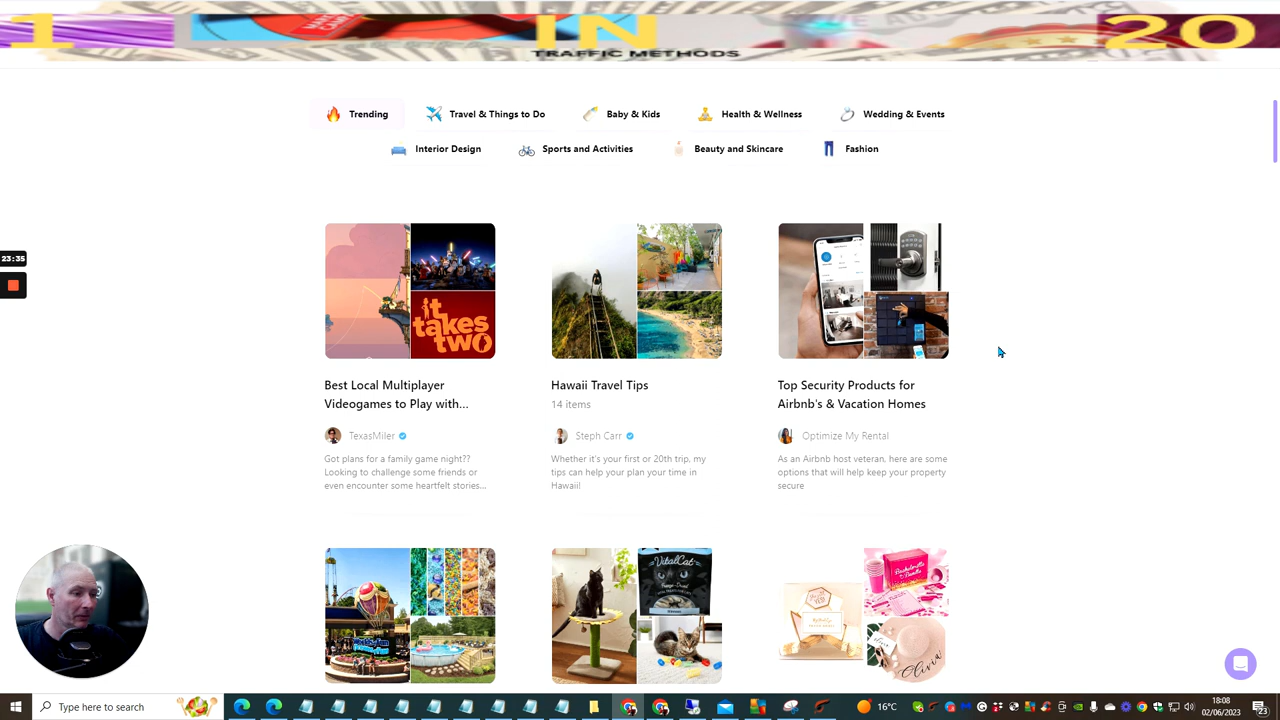 1 IN 20
TRAFFIC METHODS
Trending
Travel & Things to Do
Baby & Kids
Health & Wellness
Wedding & Events
Interior Design
Sports and Activities
Beauty and Skincare
Fashion
23:35
it
takes
two
Best Local Multiplayer
Videogames to Play with...
TexasMiler
Got plans for a family game night??
Looking to challenge some friends or
even encounter some heartfelt stories...
Hawaii Travel Tips
14 items
Steph Carr
Whether it's your first or 20th trip, my
tips can help your plan your time in
Hawaii!
Top Security Products for
Airbnb's & Vacation Homes
Optimize My Rental
As an Airbnb host veteran, here are some
options that will help keep your property
secure
VitalCat
Olivia
Type here to search
16°C
18:08
02/06/2023